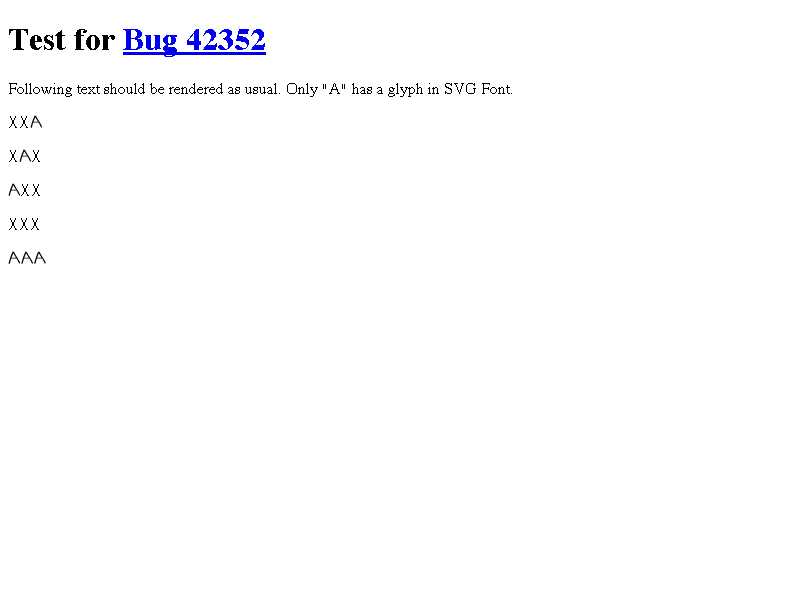 Test for Bug 42352
Following text should be rendered as usual. Only "A" has a glyph in SVG Font.
XXA
XAX
AXX
XXX
AAA